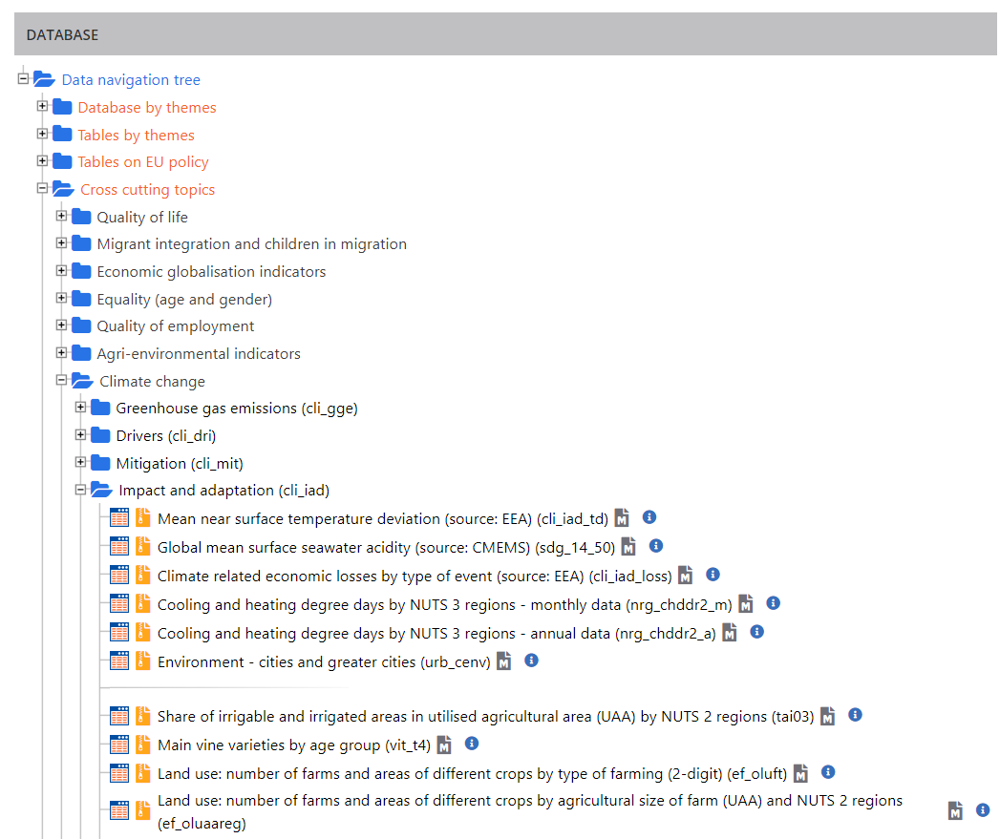 DATABASE
Data navigation tree
Database by themes
Tables by themes
Tables on EU policy
Cross cutting topics
Quality of life
Migrant integration and children in migration
Economic globalisation indicators
Equality (age and gender)
Quality of employment
Agri-environmental indicators
Climate change
Greenhouse gas emissions (cli_gge)
Drivers (cli_dri)
Mitigation (cli_mit)
Impact and adaptation (cli_iad)
Mean near surface temperature deviation (source: EEA) (cli_iad_td) M i
Global mean surface seawater acidity (source: CMEMS) (sdg_14_50) M i
Climate related economic losses by type of event (source: EEA) (cli_iad_loss) M i
Cooling and heating degree days by NUTS 3 regions - monthly data (nrg_chddr2_m) M i
Cooling and heating degree days by NUTS 3 regions - annual data (nrg_chddr2_a) M i
Environment - cities and greater cities (urb_cenv) M i
Share of irrigable and irrigated areas in utilised agricultural area (UAA) by NUTS 2 regions (tai03) M i
Main vine varieties by age group (vit_t4) M i
Land use: number of farms and areas of different crops by type of farming (2-digit) (ef_oluft) M i
Land use: number of farms and areas of different crops by agricultural size of farm (UAA) and NUTS 2 regions
(ef_oluaareg) M i